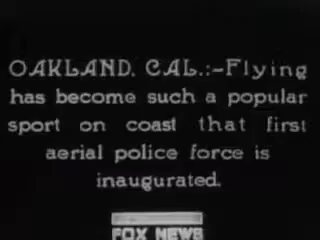 OAKLAND. CAL.:-Flying
has become such a popular
sport on coast that first
aerial police force is
inaugurated.
FOX NEWS